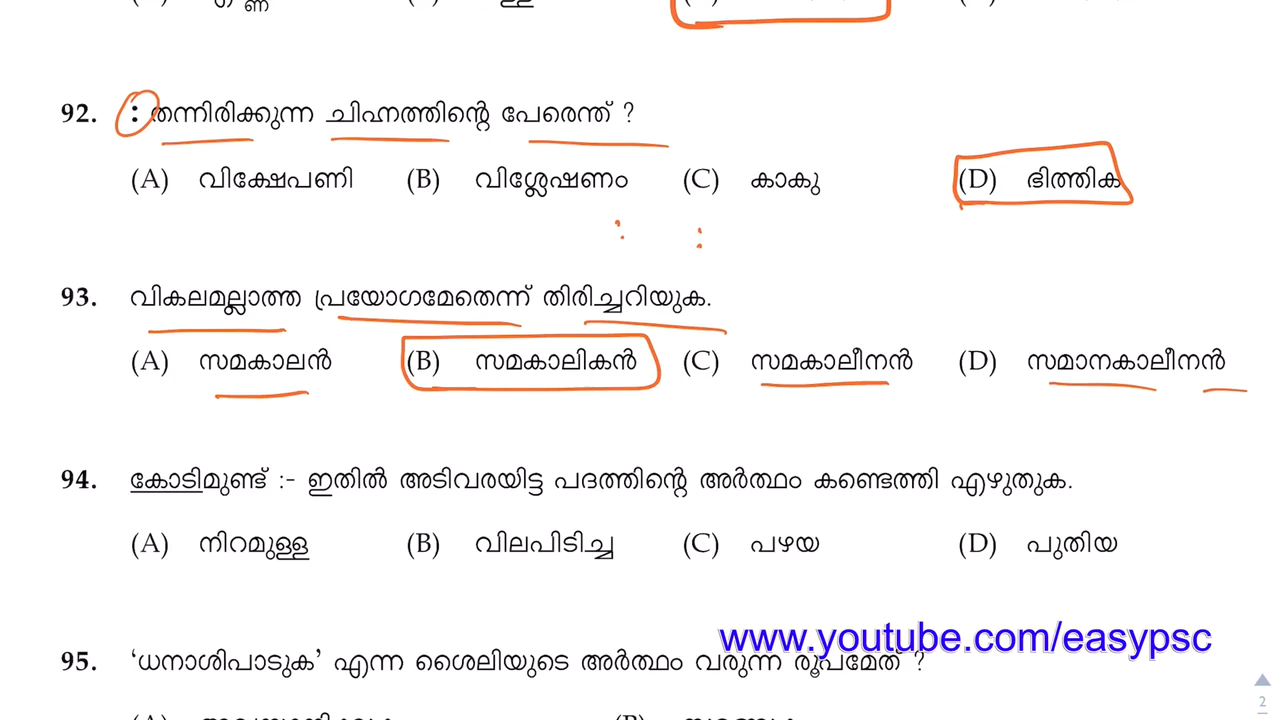 92. : തന്നിരിക്കുന്ന ചിഹ്നത്തിന്റെ പേരെന്ത് ?
(A) വിക്ഷേപണി (B) വിശ്ലേഷണം (C) കാകു (D) ഭിത്തിക
93. വികലമല്ലാത്ത പ്രയോഗമേതെന്ന് തിരിച്ചറിയുക.
(A) സമകാലൻ (B) സമകാലികൻ (C) സമകാലീനൻ (D) സമാനകാലീനൻ
94. കോടിമുണ്ട് :- ഇതിൽ അടിവരയിട്ട പദത്തിന്റെ അർത്ഥം കണ്ടെത്തി എഴുതുക.
(A) നിറമുള്ള (B) വിലപിടിച്ച (C) പഴയ (D) പുതിയ
www.youtube.com/easypsc
95. ‘ധനാശിപാടുക’ എന്ന ശൈലിയുടെ അർത്ഥം വരുന്ന രൂപമേത് ?
2